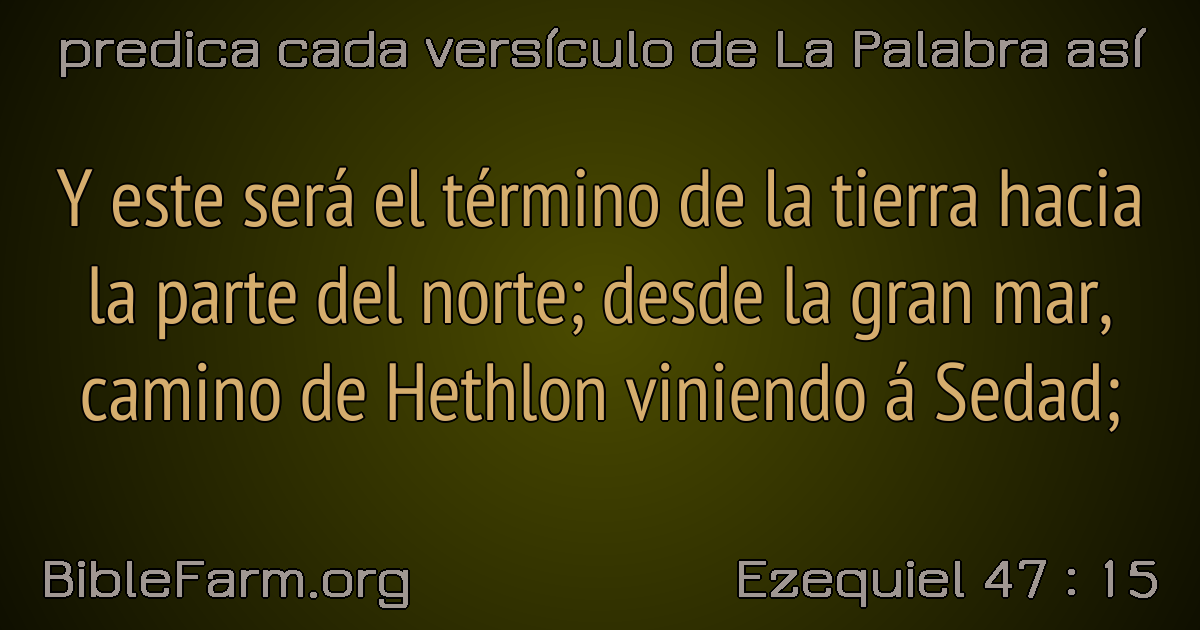 predica cada versículo de La Palabra así
Y este será el término de la tierra hacia
la parte del norte; desde la gran mar,
camino de Hethlon viniendo á Sedad;
BibleFarm.org
Ezequiel 47 : 15